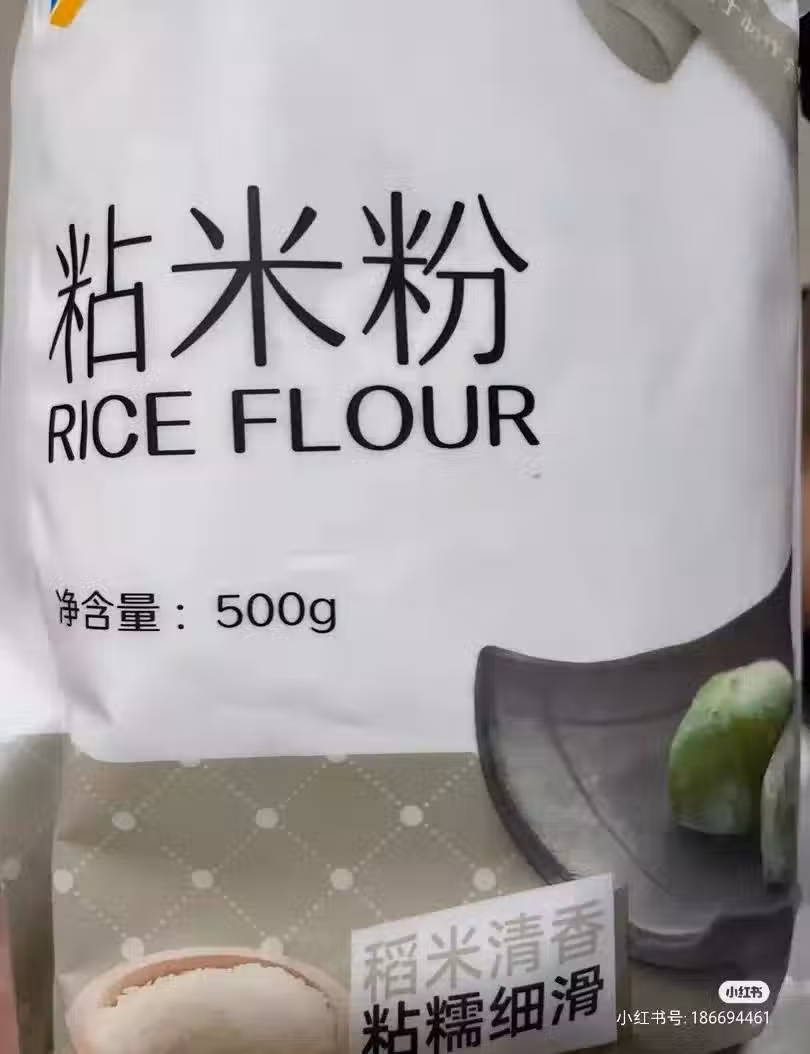 粘米粉
RICE FLOUR
净含量：500g
稻米清香
粘糯细滑
小红书
小红书号: 186694461